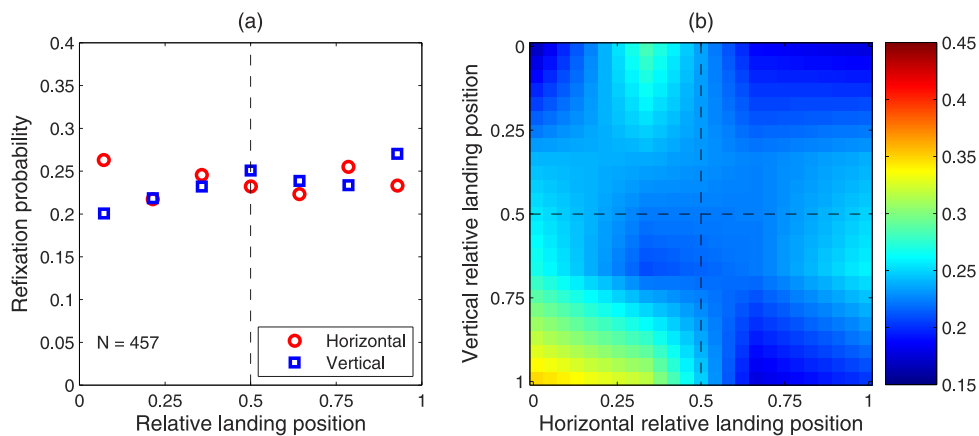 (a)
Refixation probability
0.4
0.35
0.3
0.25
0.2
0.15
0.1
0.05
0
N = 457
Horizontal
Vertical
0 0.25 0.5 0.75 1
Relative landing position
(b)
Vertical relative landing position
0
0.25
0.5
0.75
1
0 0.25 0.5 0.75 1
Horizontal relative landing position
0.45
0.4
0.35
0.3
0.25
0.2
0.15